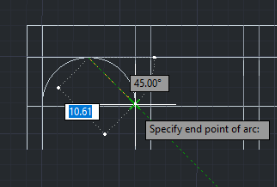 45.00°
10.61
Specify end point of arc: